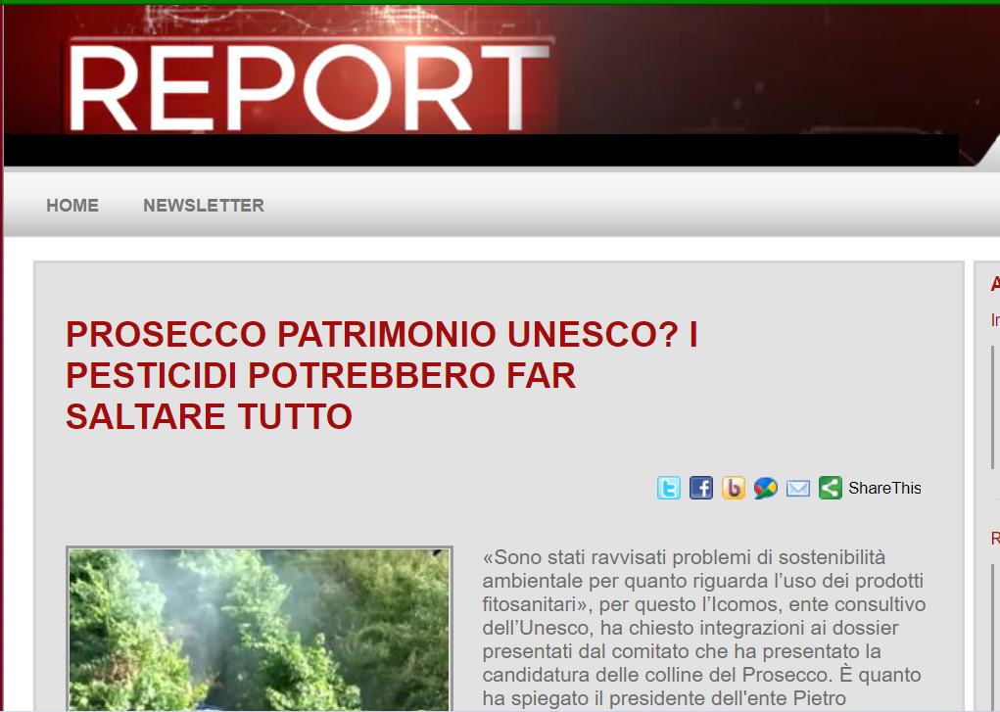 REPORT
HOME NEWSLETTER
PROSECCO PATRIMONIO UNESCO? I
PESTICIDI POTREBBERO FAR
SALTARE TUTTO
ShareThis
«Sono stati ravvisati problemi di sostenibilità
ambientale per quanto riguarda l'uso dei prodotti
fitosanitari», per questo l'Icomos, ente consultivo
dell'Unesco, ha chiesto integrazioni ai dossier
presentati dal comitato che ha presentato la
candidatura delle colline del Prosecco. È quanto
ha spiegato il presidente dell'ente Pietro